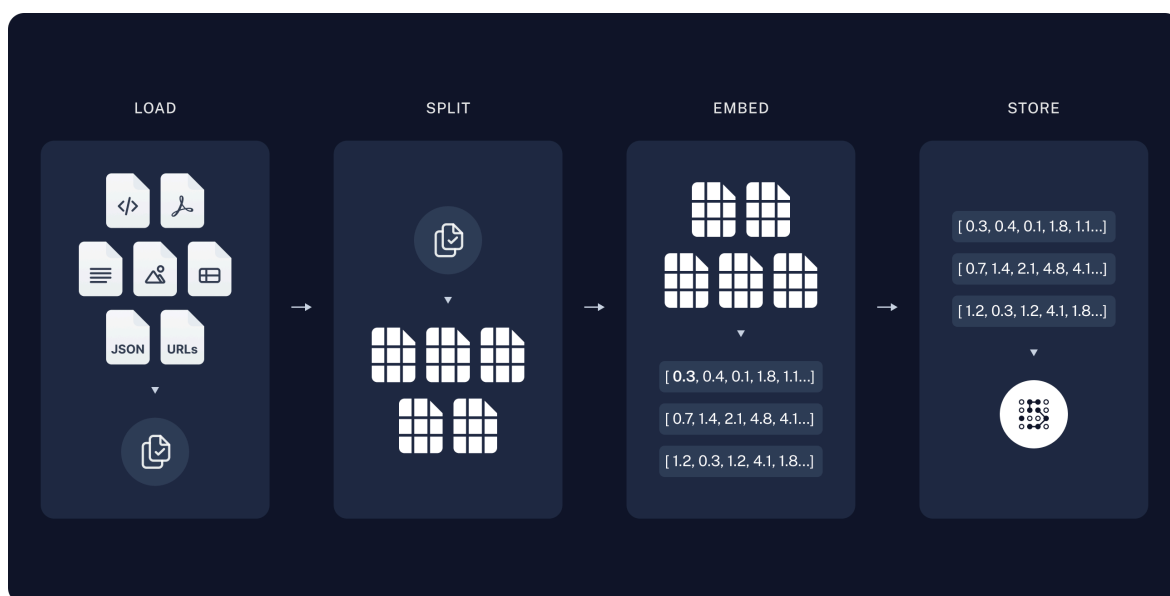 LOAD
SPLIT
EMBED
STORE
JSON
URLs
[ 0.3, 0.4, 0.1, 1.8, 1.1...]
[ 0.7, 1.4, 2.1, 4.8, 4.1...]
[ 1.2, 0.3, 1.2, 4.1, 1.8...]
[ 0.3, 0.4, 0.1, 1.8, 1.1...]
[ 0.7, 1.4, 2.1, 4.8, 4.1...]
[ 1.2, 0.3, 1.2, 4.1, 1.8...]